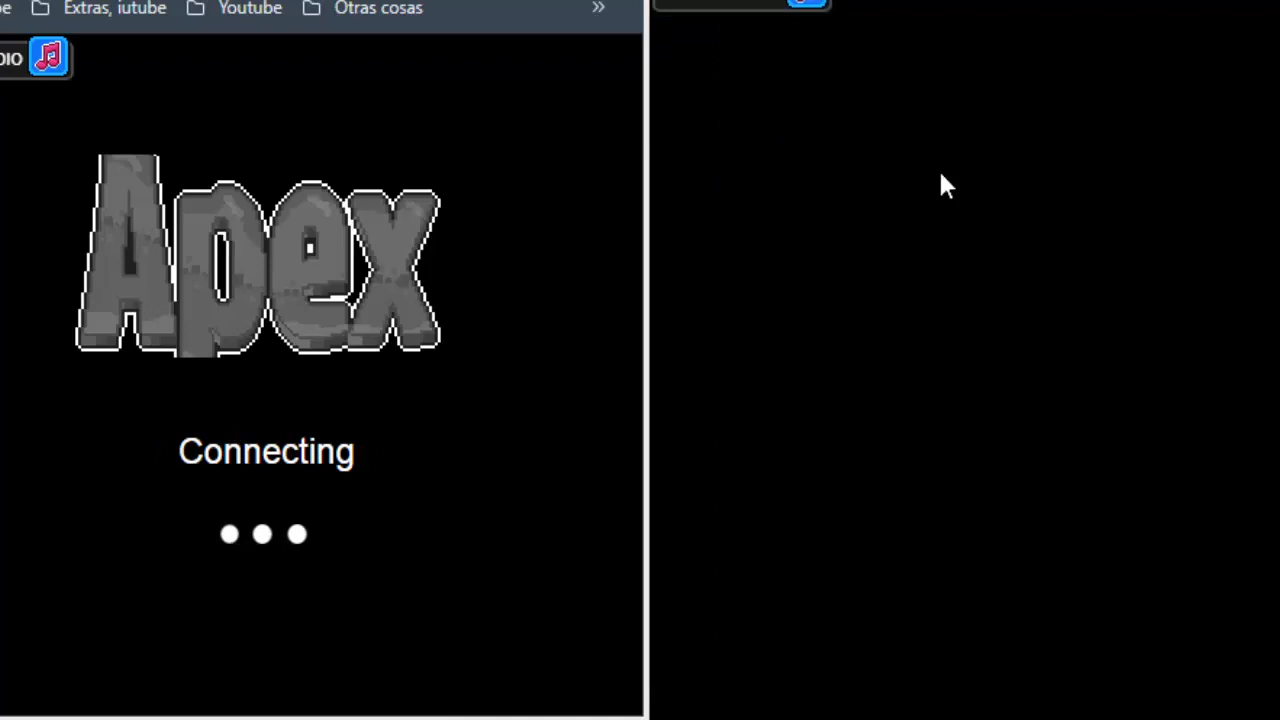 Extras, iutube
Youtube
Otras cosas
»
Apex
Connecting